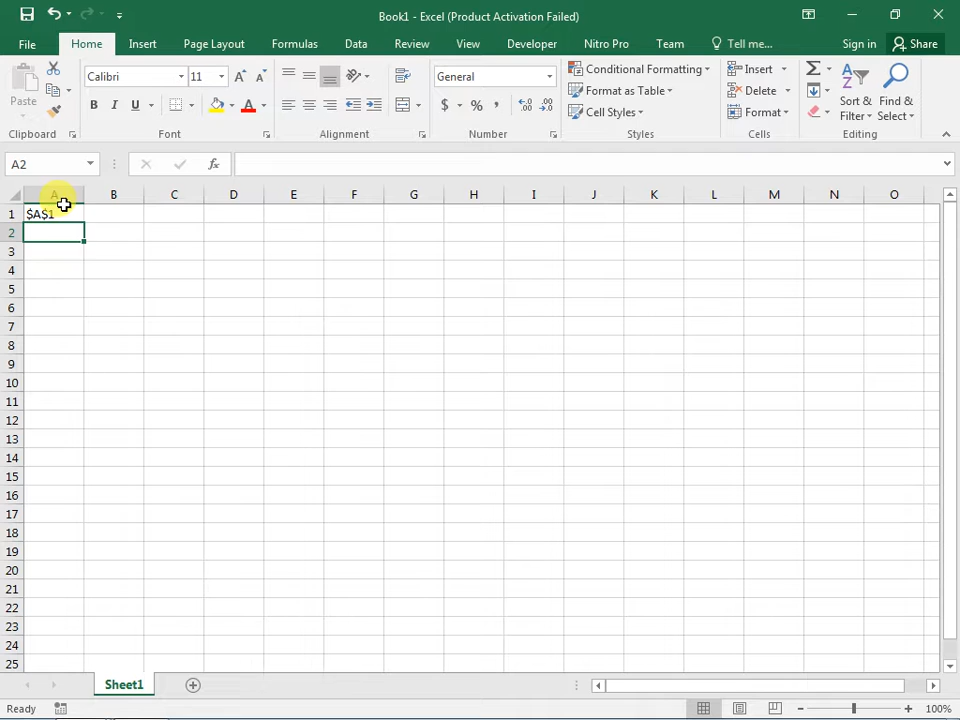 Book1 - Excel (Product Activation Failed)
File Home Insert Page Layout Formulas Data Review View Developer Nitro Pro Team Tell me... Sign in Share
Paste
Calibri 11
B I U
A A A
General
$ % , .0 .00 .00 .0
Conditional Formatting
Format as Table
Cell Styles
Insert
Delete
Format
Σ
A Z
Sort & Filter
Find & Select
Clipboard Font Alignment Number Styles Cells Editing
A2 fx
A B C D E F G H I J K L M N O
1 $A$1
2
3
4
5
6
7
8
9
10
11
12
13
14
15
16
17
18
19
20
21
22
23
24
25
Sheet1
Ready 100%